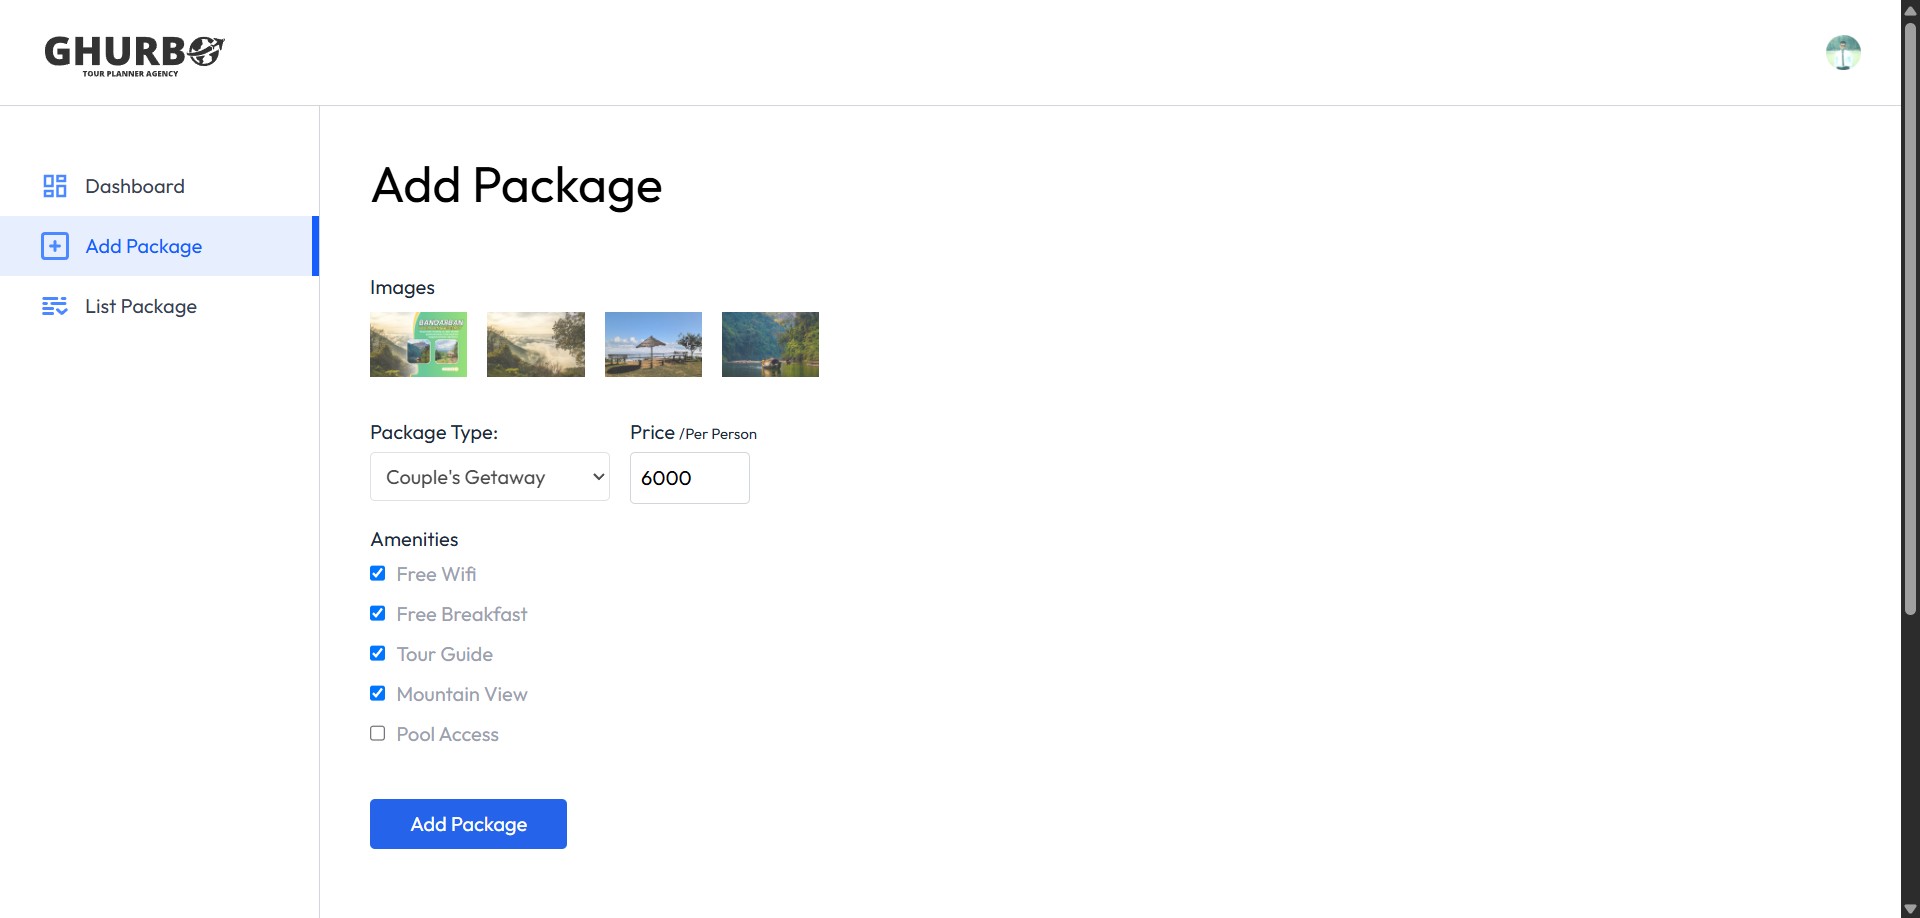 GHURBO
TOUR PLANNER AGENCY
Dashboard
Add Package
List Package
Add Package
Images
BANDARBAN
Package Type:
Price /Per Person
Couple's Getaway
6000
Amenities
Free Wifi
Free Breakfast
Tour Guide
Mountain View
Pool Access
Add Package